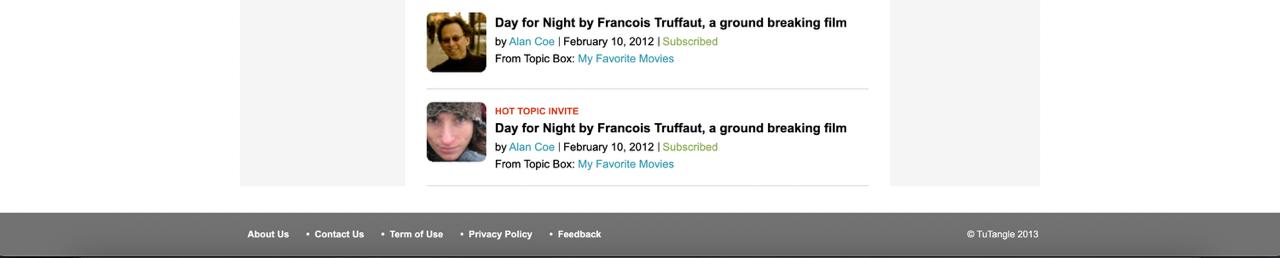 Day for Night by Francois Truffaut, a ground breaking film
by Alan Coe | February 10, 2012 | Subscribed
From Topic Box: My Favorite Movies
HOT TOPIC INVITE
Day for Night by Francois Truffaut, a ground breaking film
by Alan Coe | February 10, 2012 | Subscribed
From Topic Box: My Favorite Movies
About Us • Contact Us • Term of Use • Privacy Policy • Feedback © TuTangle 2013